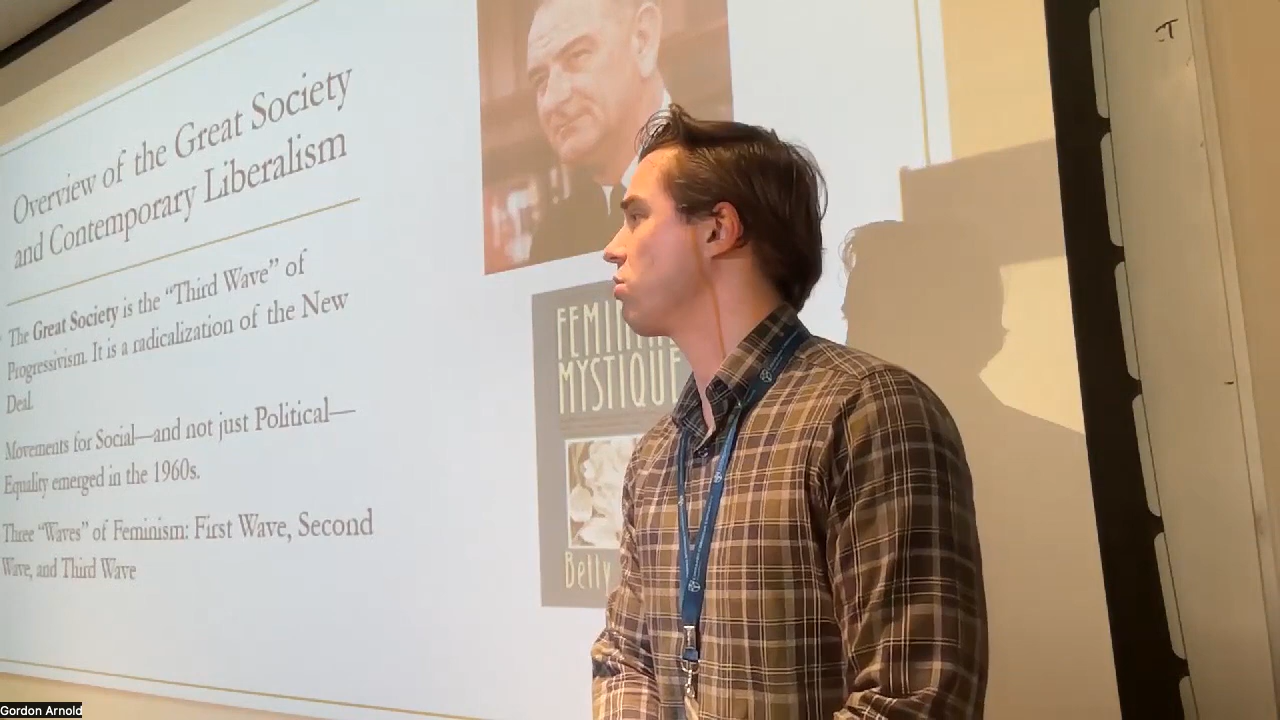 Overview of the Great Society
and Contemporary Liberalism
The Great Society is the “Third Wave” of
Progressivism. It is a radicalization of the New
Deal.
Movements for Social—and not just Political—
Equality emerged in the 1960s.
Three “Waves” of Feminism: First Wave, Second
Wave, and Third Wave
MYSTIQUE
Betty
Gordon Arnold